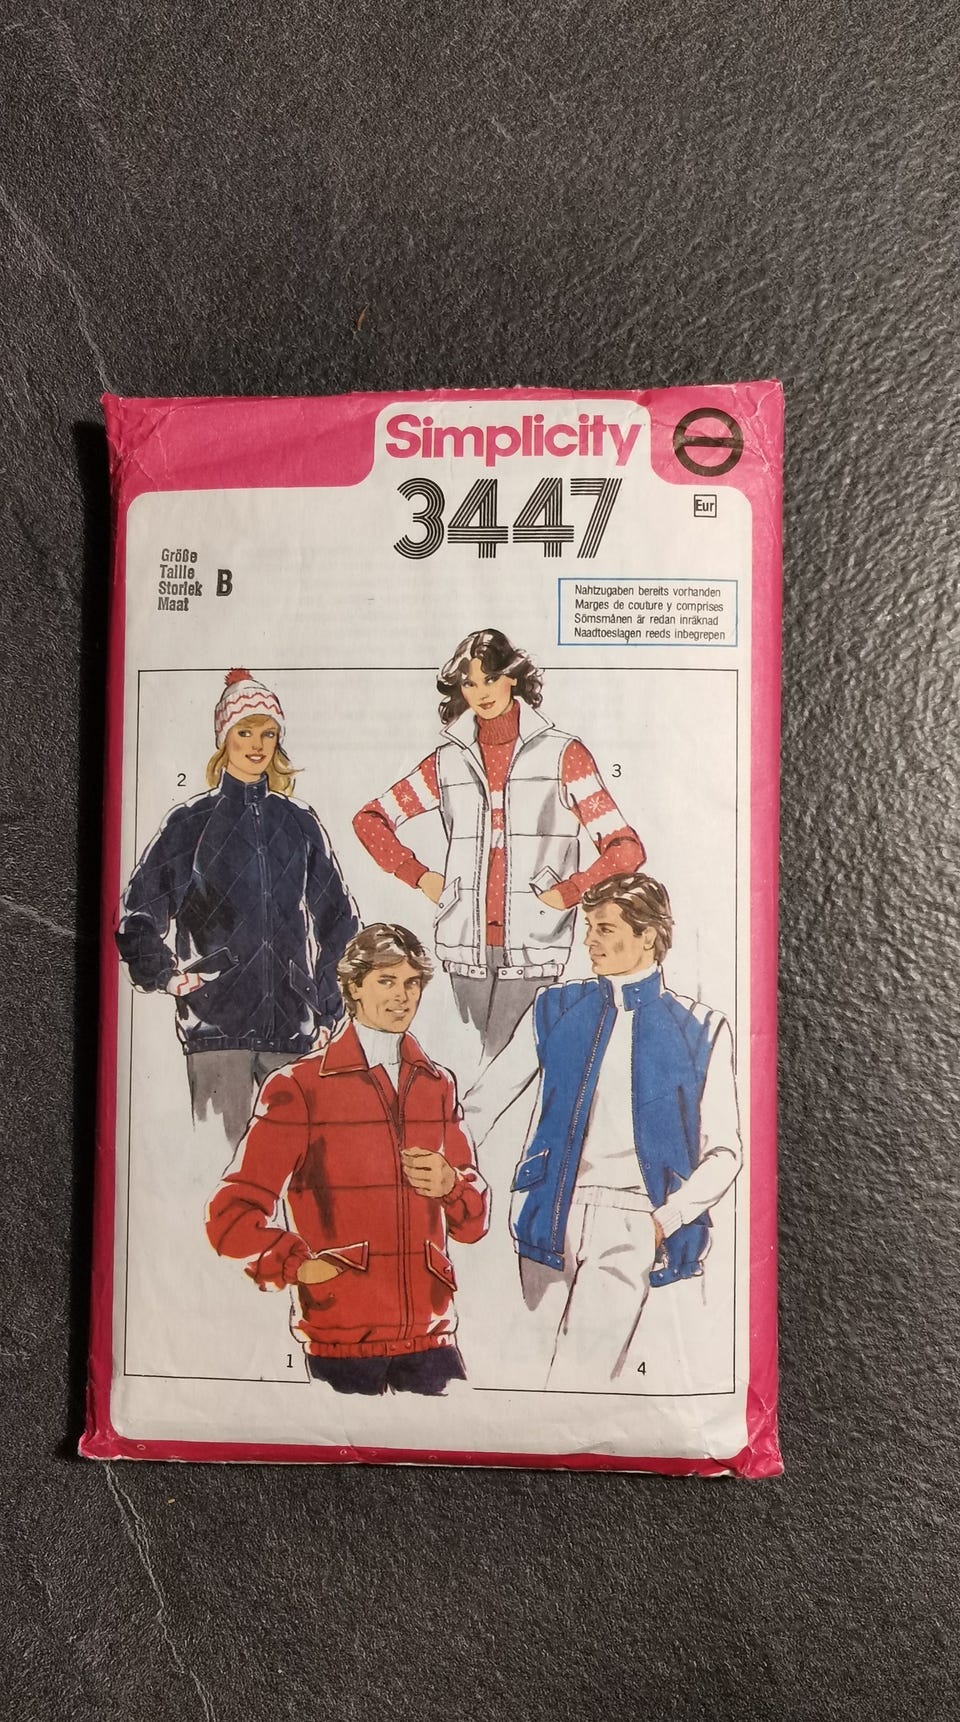 Simplicity
3447
Eur
Größe
Taille
Storlek
Maat
B
Nahtzugaben bereits vorhanden
Marges de couture y comprises
Sömsmånen är redan inräknad
Naadtoeslagen reeds inbegrepen
2
3
1
4